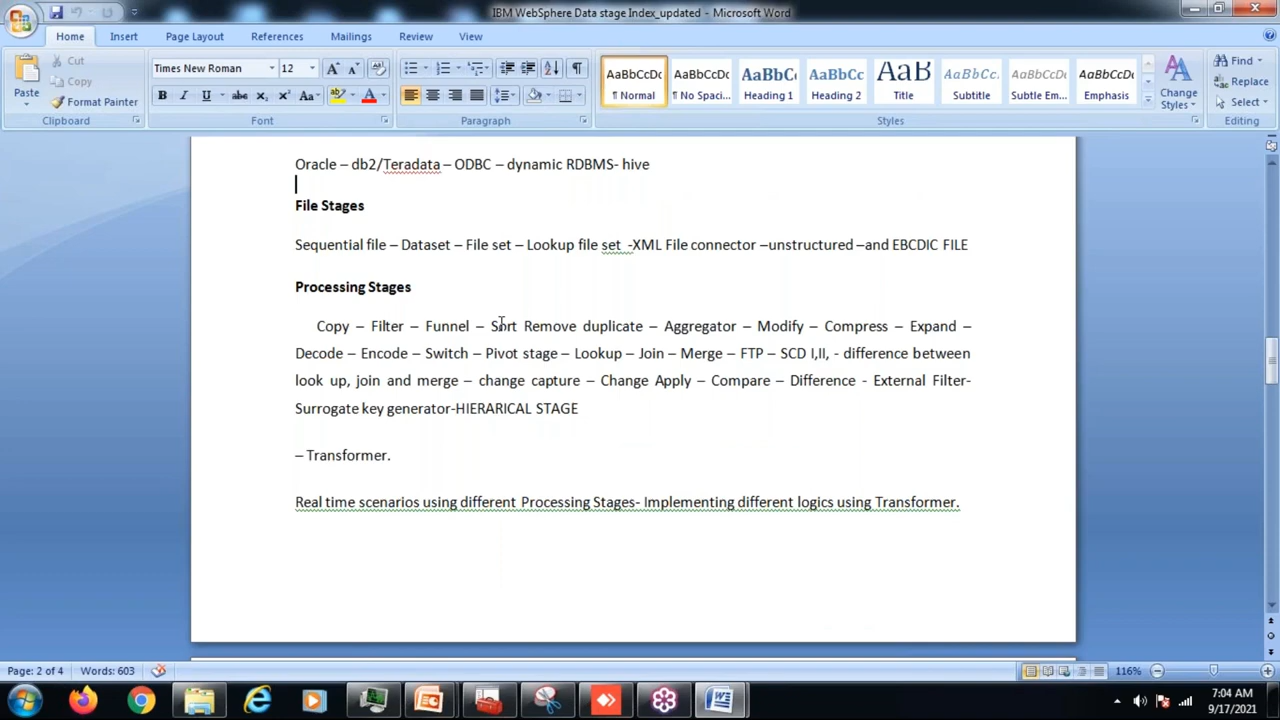 IBM WebSphere Data stage Index_updated - Microsoft Word
Home Insert Page Layout References Mailings Review View
Cut
Copy
Paste
Format Painter
Clipboard
Times New Roman 12
Font
Paragraph
AaBbCcDc AaBbCcDc AaBbC AaBbCc AaB AaBbCc. AaBbCcDc AaBbCcDc
¶ Normal ¶ No Spaci... Heading 1 Heading 2 Title Subtitle Subtle Em... Emphasis
Styles
Change Styles
Find
Replace
Select
Editing
Oracle – db2/Teradata – ODBC – dynamic RDBMS- hive
File Stages
Sequential file – Dataset – File set – Lookup file set -XML File connector –unstructured –and EBCDIC FILE
Processing Stages
Copy – Filter – Funnel – Sort Remove duplicate – Aggregator – Modify – Compress – Expand –
Decode – Encode – Switch – Pivot stage – Lookup – Join – Merge – FTP – SCD I,II, - difference between
look up, join and merge – change capture – Change Apply – Compare – Difference - External Filter-
Surrogate key generator-HIERARICAL STAGE
– Transformer.
Real time scenarios using different Processing Stages- Implementing different logics using Transformer.
Page: 2 of 4 Words: 603 116%
7:04 AM
9/17/2021